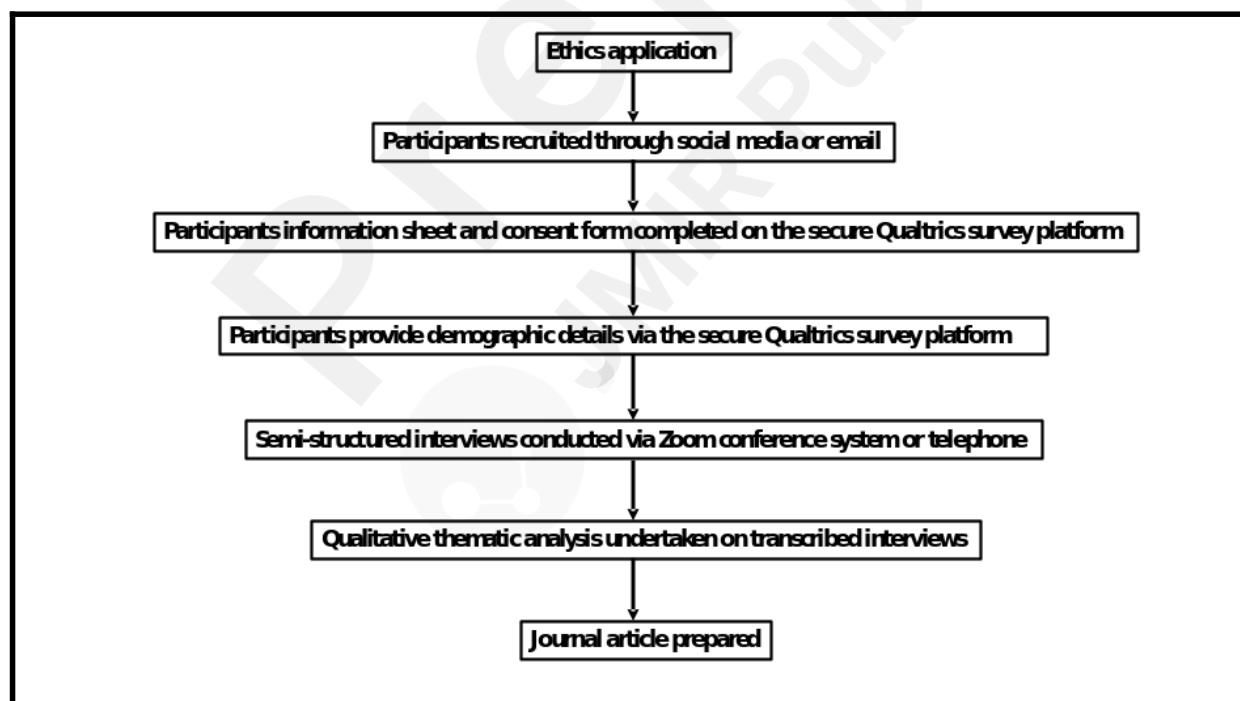 Ethics application
Participants recruited through social media or email
Participants information sheet and consent form completed on the secure Qualtrics survey platform
Participants provide demographic details via the secure Qualtrics survey platform
Semi-structured interviews conducted via Zoom conference system or telephone
Qualitative thematic analysis undertaken on transcribed interviews
Journal article prepared
JMIR Pub